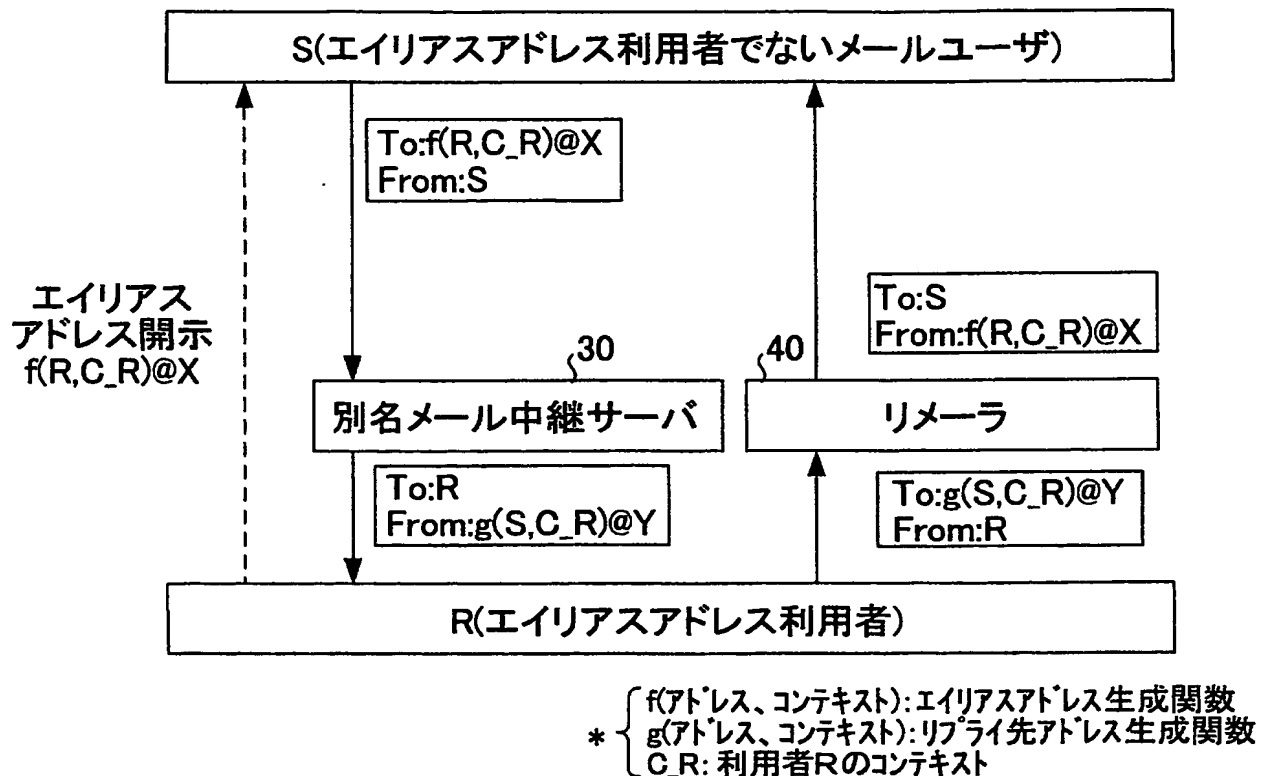 S(エイリアスアドレス利用者でないメールユーザ)
To:f(R,C_R)@X
From:S
エイリアス
アドレス開示
f(R,C_R)@X
To:S
From:f(R,C_R)@X
30
40
別名メール中継サーバ
リメーラ
To:R
From:g(S,C_R)@Y
To:g(S,C_R)@Y
From:R
R(エイリアスアドレス利用者)
f(アドレス、コンテキスト):エイリアスアドレス生成関数
* g(アドレス、コンテキスト):リプライ先アドレス生成関数
C_R: 利用者Rのコンテキスト